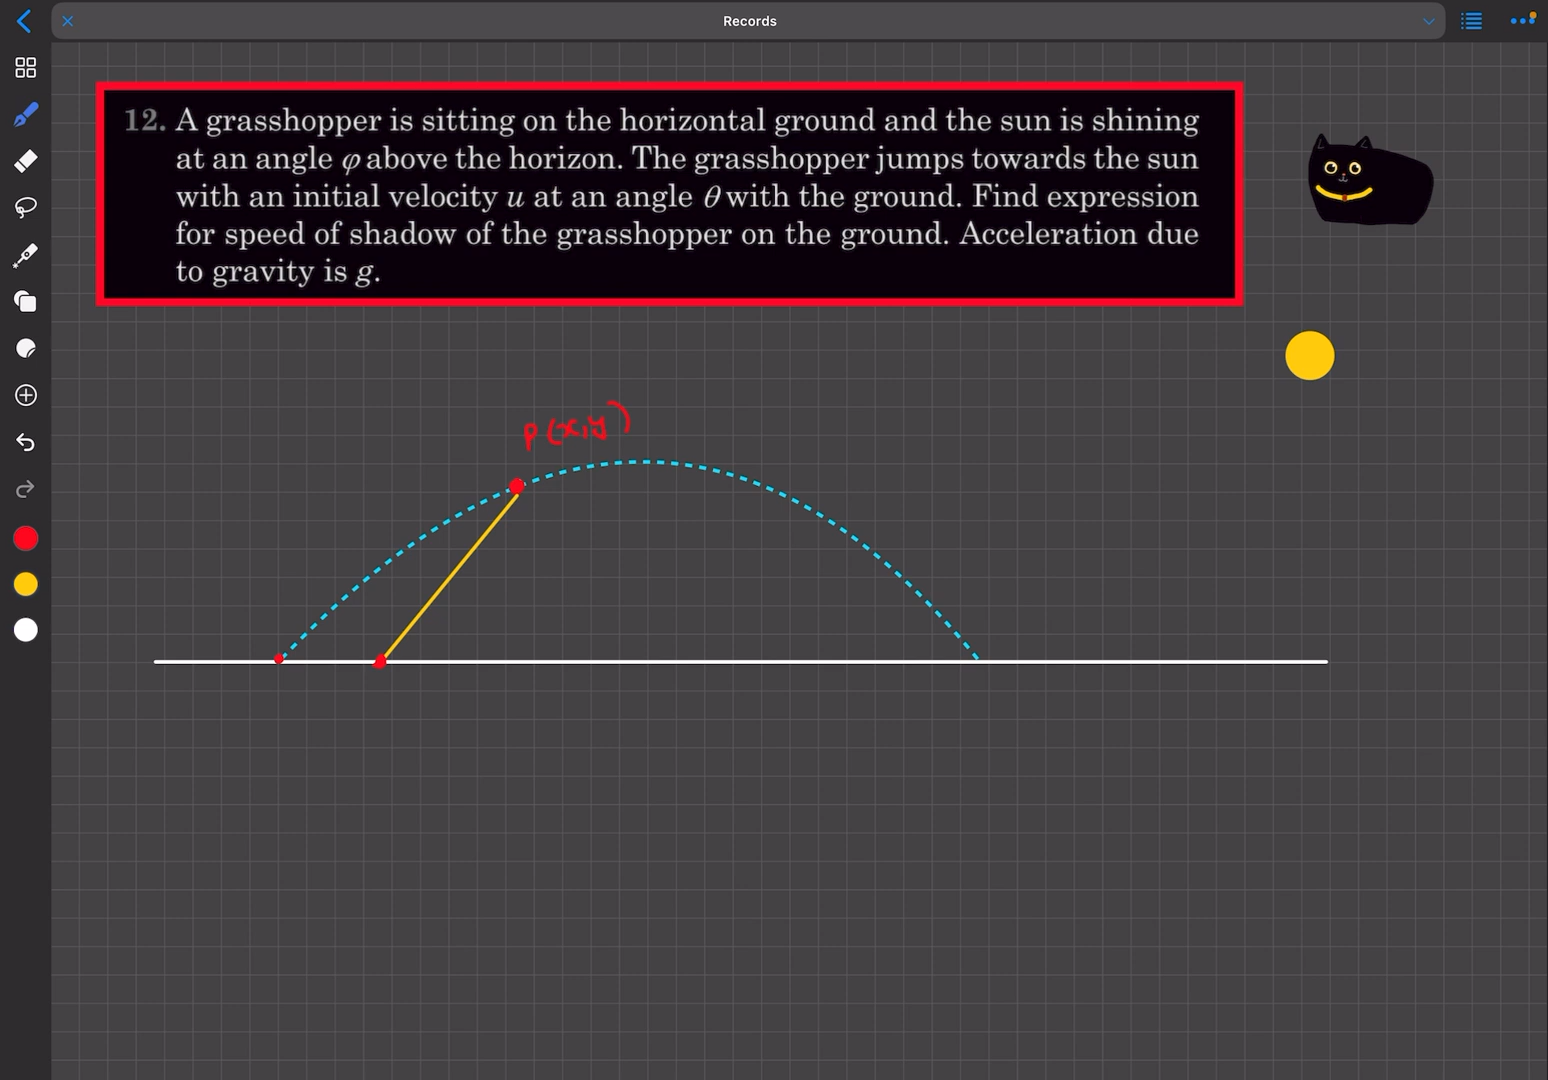 Records
12. A grasshopper is sitting on the horizontal ground and the sun is shining
at an angle φ above the horizon. The grasshopper jumps towards the sun
with an initial velocity u at an angle θ with the ground. Find expression
for speed of shadow of the grasshopper on the ground. Acceleration due
to gravity is g.
P(x,y)